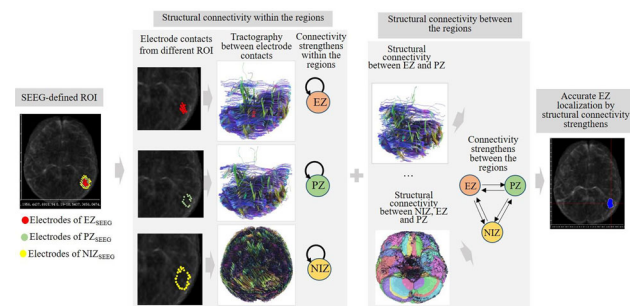 Structural connectivity within the regions
Structural connectivity between
the regions
Electrode contacts
from different ROI
Tractography
between electrode
contacts
Connectivity
strengthens within the
regions
Structural
connectivity
between EZ and PZ
SEEG-defined ROI
Accurate EZ
localization by
structural connectivity
strengthens
EZ
Connectivity
strengthens between
the regions
PZ
...
EZ
PZ
Structural
connectivity
between NIZ, EZ
and PZ
NIZ
Electrodes of EZSEEG
Electrodes of PZSEEG
Electrodes of NIZSEEG
NIZ